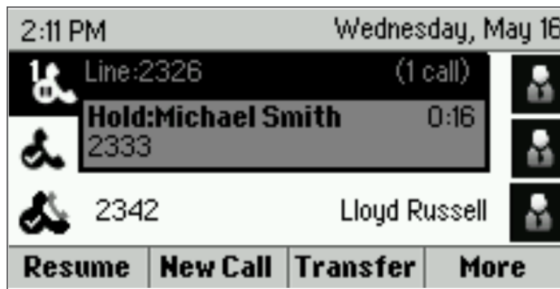 2:11 PM Wednesday, May 16
1 Line:2326 (1 call)
Hold:Michael Smith 0:16
2333
2342 Lloyd Russell
Resume New Call Transfer More